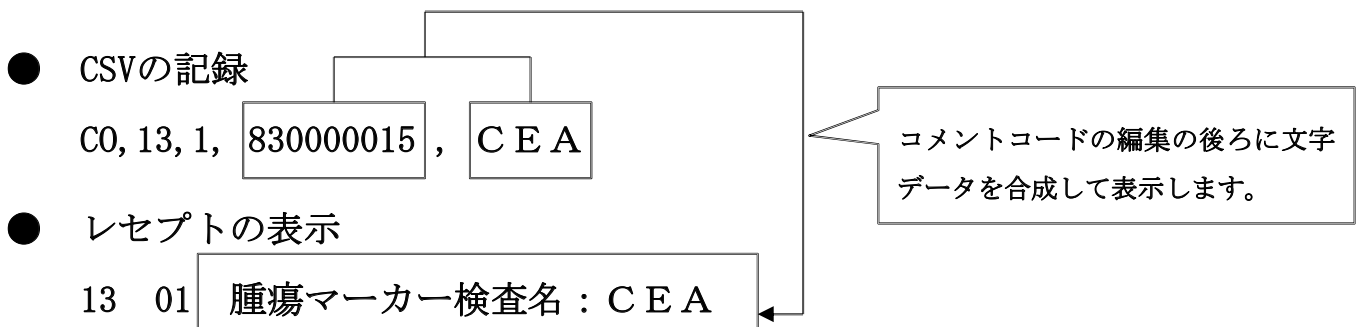 ● CSVの記録
CO,13,1, 830000015 , ＣＥＡ
コメントコードの編集の後ろに文字
データを合成して表示します。
● レセプトの表示
13　01 腫瘍マーカー検査名：ＣＥＡ